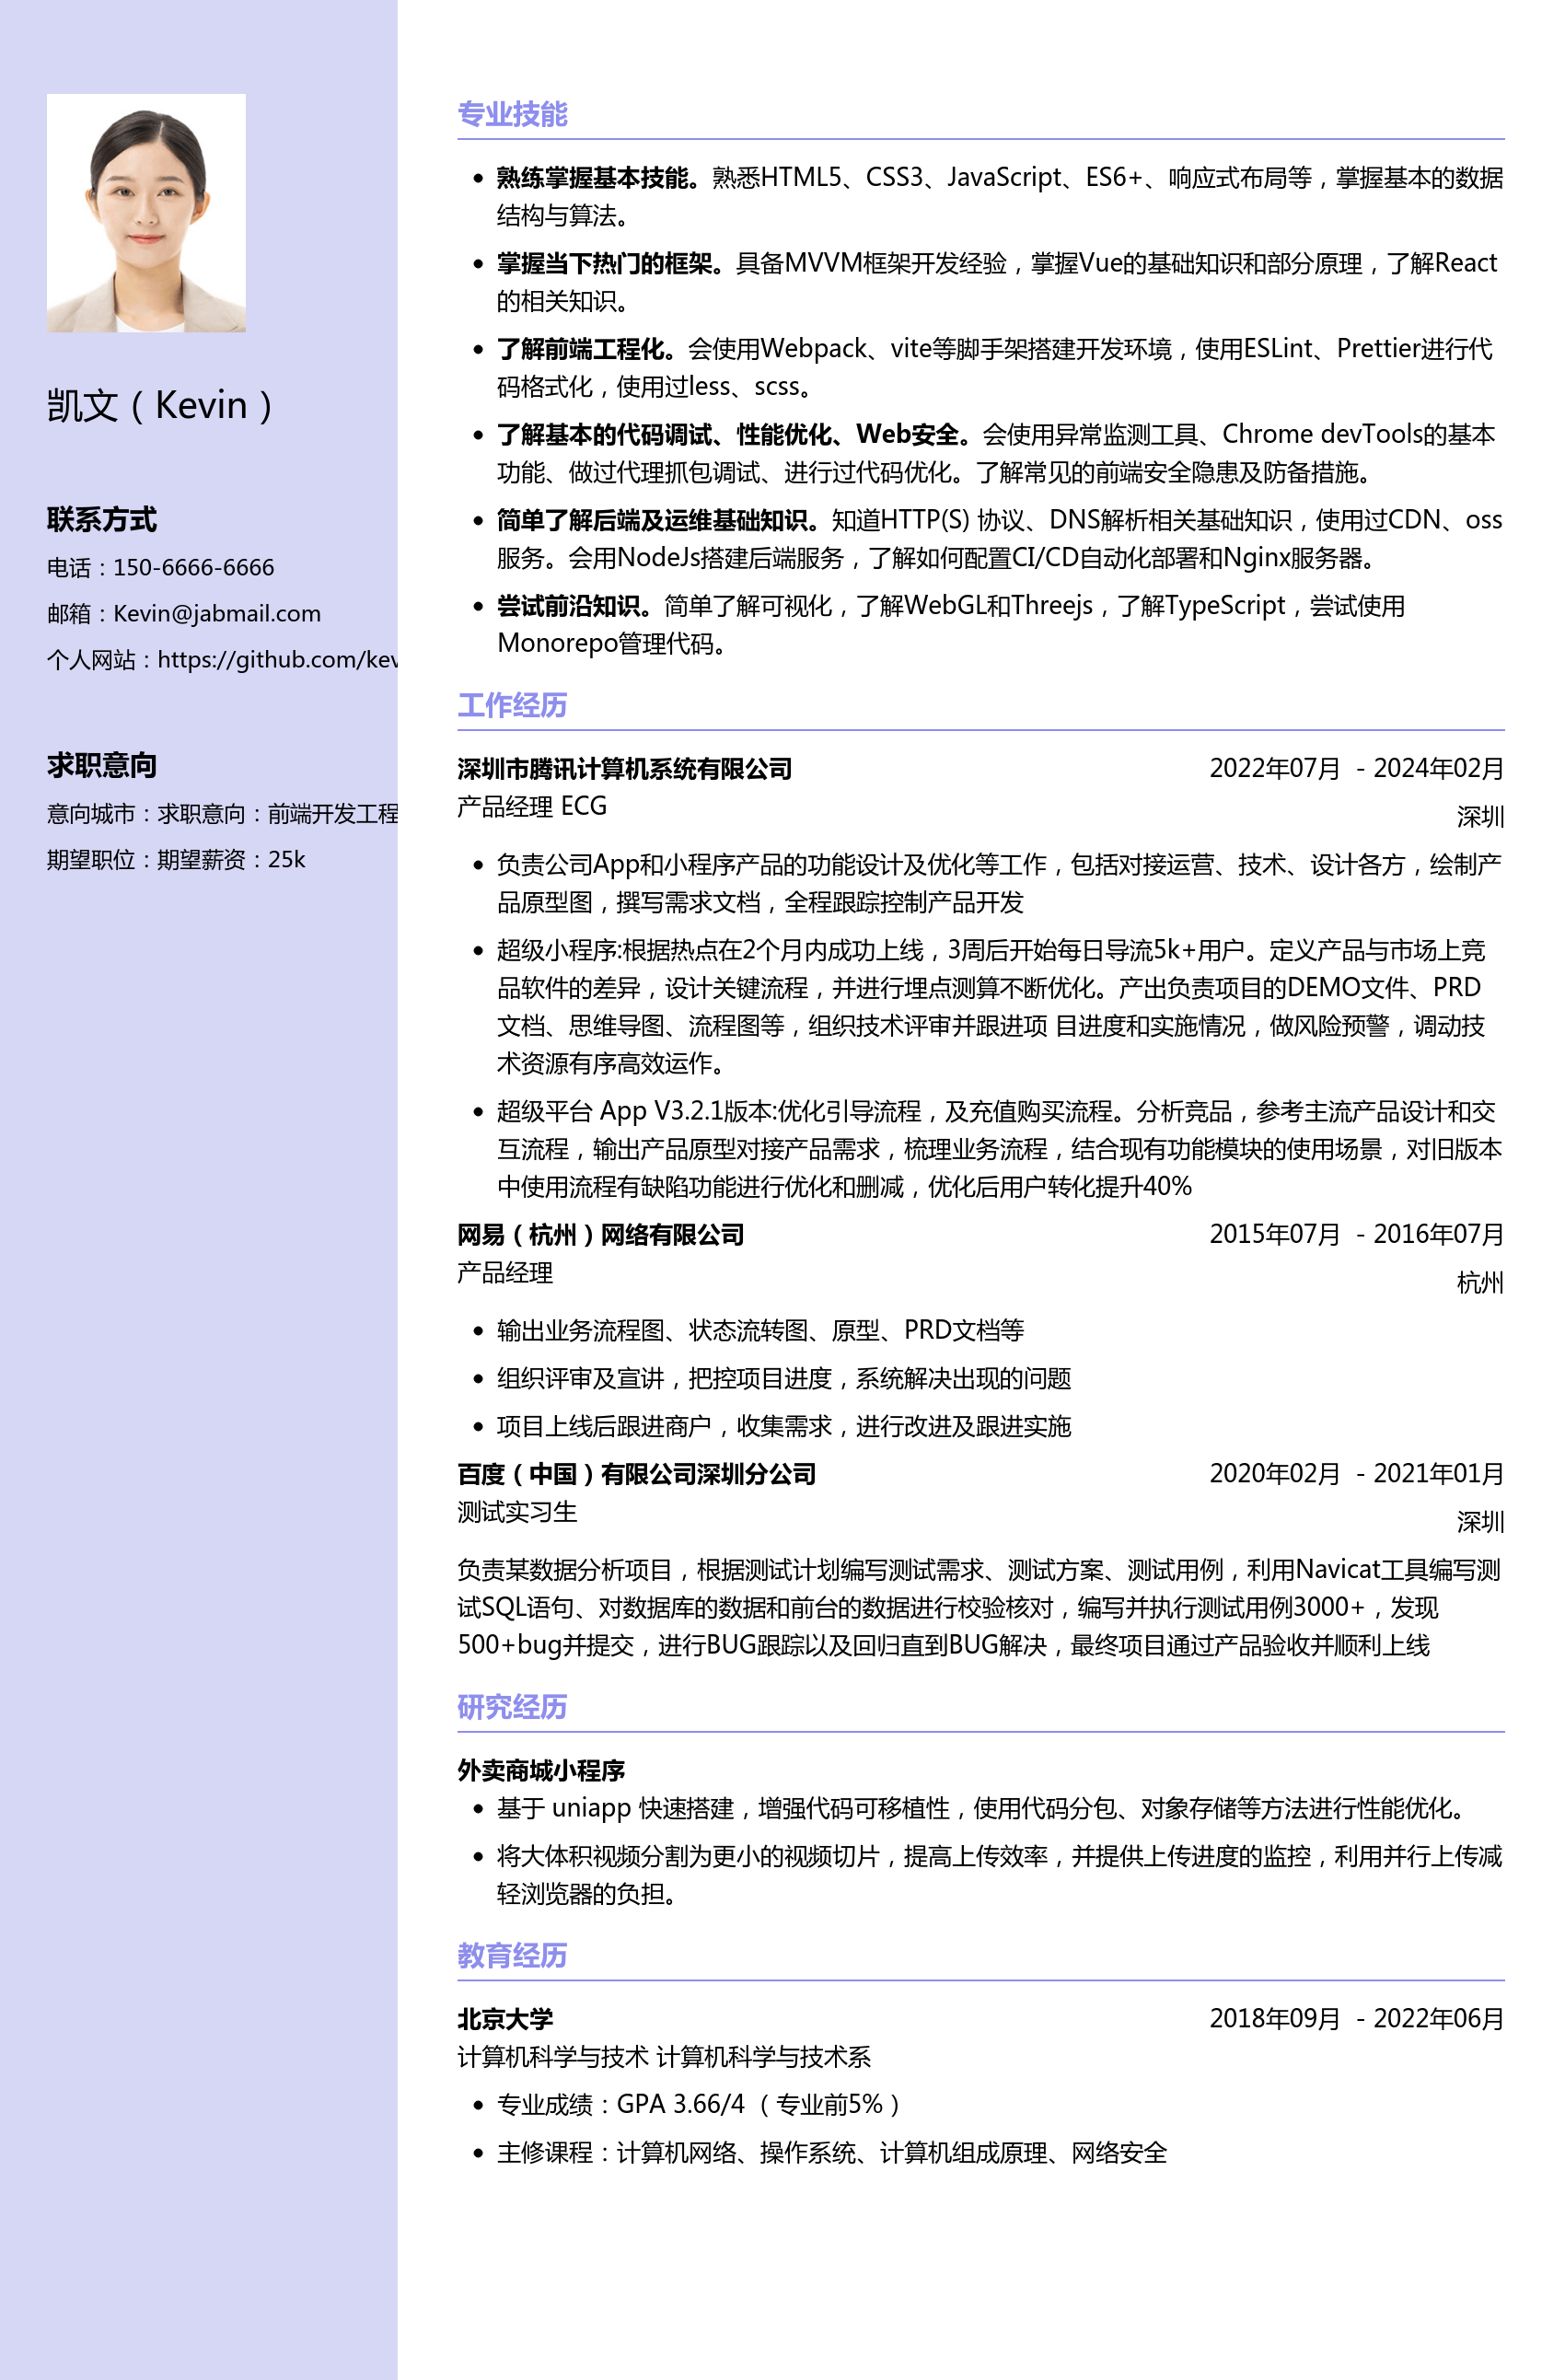 凯文（Kevin）
联系方式
电话：150-6666-6666
邮箱：Kevin@jabmail.com
个人网站：https://github.com/kev
求职意向
意向城市：求职意向：前端开发工程
期望职位：期望薪资：25k
专业技能
熟练掌握基本技能。熟悉HTML5、CSS3、JavaScript、ES6+、响应式布局等，掌握基本的数据
结构与算法。
掌握当下热门的框架。具备MVVM框架开发经验，掌握Vue的基础知识和部分原理，了解React
的相关知识。
了解前端工程化。会使用Webpack、vite等脚手架搭建开发环境，使用ESLint、Prettier进行代
码格式化，使用过less、scss。
了解基本的代码调试、性能优化、Web安全。会使用异常监测工具、Chrome devTools的基本
功能、做过代理抓包调试、进行过代码优化。了解常见的前端安全隐患及防备措施。
简单了解后端及运维基础知识。知道HTTP(S) 协议、DNS解析相关基础知识，使用过CDN、oss
服务。会用NodeJs搭建后端服务，了解如何配置CI/CD自动化部署和Nginx服务器。
尝试前沿知识。简单了解可视化，了解WebGL和Threejs，了解TypeScript，尝试使用
Monorepo管理代码。
工作经历
深圳市腾讯计算机系统有限公司 2022年07月 - 2024年02月
产品经理 ECG 深圳
负责公司App和小程序产品的功能设计及优化等工作，包括对接运营、技术、设计各方，绘制产
品原型图，撰写需求文档，全程跟踪控制产品开发
超级小程序:根据热点在2个月内成功上线，3周后开始每日导流5k+用户。定义产品与市场上竞
品软件的差异，设计关键流程，并进行埋点测算不断优化。产出负责项目的DEMO文件、PRD
文档、思维导图、流程图等，组织技术评审并跟进项 目进度和实施情况，做风险预警，调动技
术资源有序高效运作。
超级平台 App V3.2.1版本:优化引导流程，及充值购买流程。分析竞品，参考主流产品设计和交
互流程，输出产品原型对接产品需求，梳理业务流程，结合现有功能模块的使用场景，对旧版本
中使用流程有缺陷功能进行优化和删减，优化后用户转化提升40%
网易（杭州）网络有限公司 2015年07月 - 2016年07月
产品经理 杭州
输出业务流程图、状态流转图、原型、PRD文档等
组织评审及宣讲，把控项目进度，系统解决出现的问题
项目上线后跟进商户，收集需求，进行改进及跟进实施
百度（中国）有限公司深圳分公司 2020年02月 - 2021年01月
测试实习生 深圳
负责某数据分析项目，根据测试计划编写测试需求、测试方案、测试用例，利用Navicat工具编写测
试SQL语句、对数据库的数据和前台的数据进行校验核对，编写并执行测试用例3000+，发现
500+bug并提交，进行BUG跟踪以及回归直到BUG解决，最终项目通过产品验收并顺利上线
研究经历
外卖商城小程序
基于 uniapp 快速搭建，增强代码可移植性，使用代码分包、对象存储等方法进行性能优化。
将大体积视频分割为更小的视频切片，提高上传效率，并提供上传进度的监控，利用并行上传减
轻浏览器的负担。
教育经历
北京大学 2018年09月 - 2022年06月
计算机科学与技术 计算机科学与技术系
专业成绩：GPA 3.66/4 （专业前5%）
主修课程：计算机网络、操作系统、计算机组成原理、网络安全